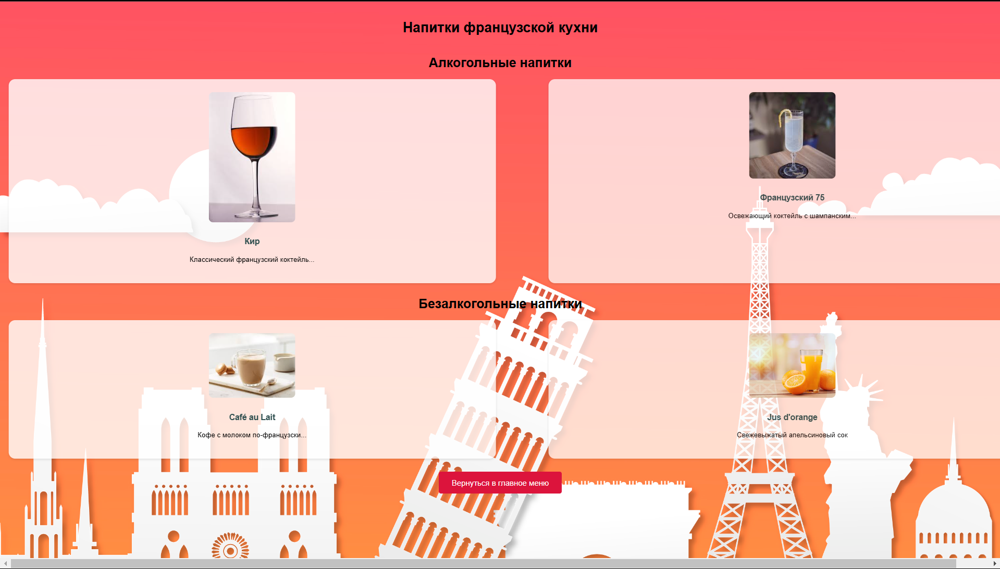 Напитки французской кухни
Алкогольные напитки
Кир
Классический французский коктейль...
Французский 75
Освежающий коктейль с шампанским...
Безалкогольные напитки
Café au Lait
Кофе с молоком по-французски...
Jus d'orange
Свежевыжатый апельсиновый сок
Вернуться в главное меню